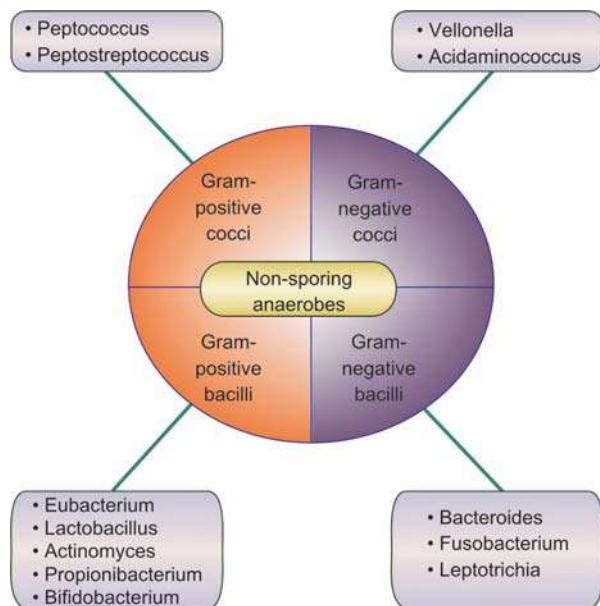 • Peptococcus
• Peptostreptococcus
• Vellonella
• Acidaminococcus
Gram-
positive
cocci
Gram-
negative
cocci
Non-sporing
anaerobes
Gram-
positive
bacilli
Gram-
negative
bacilli
• Eubacterium
• Lactobacillus
• Actinomyces
• Propionibacterium
• Bifidobacterium
• Bacteroides
• Fusobacterium
• Leptotrichia